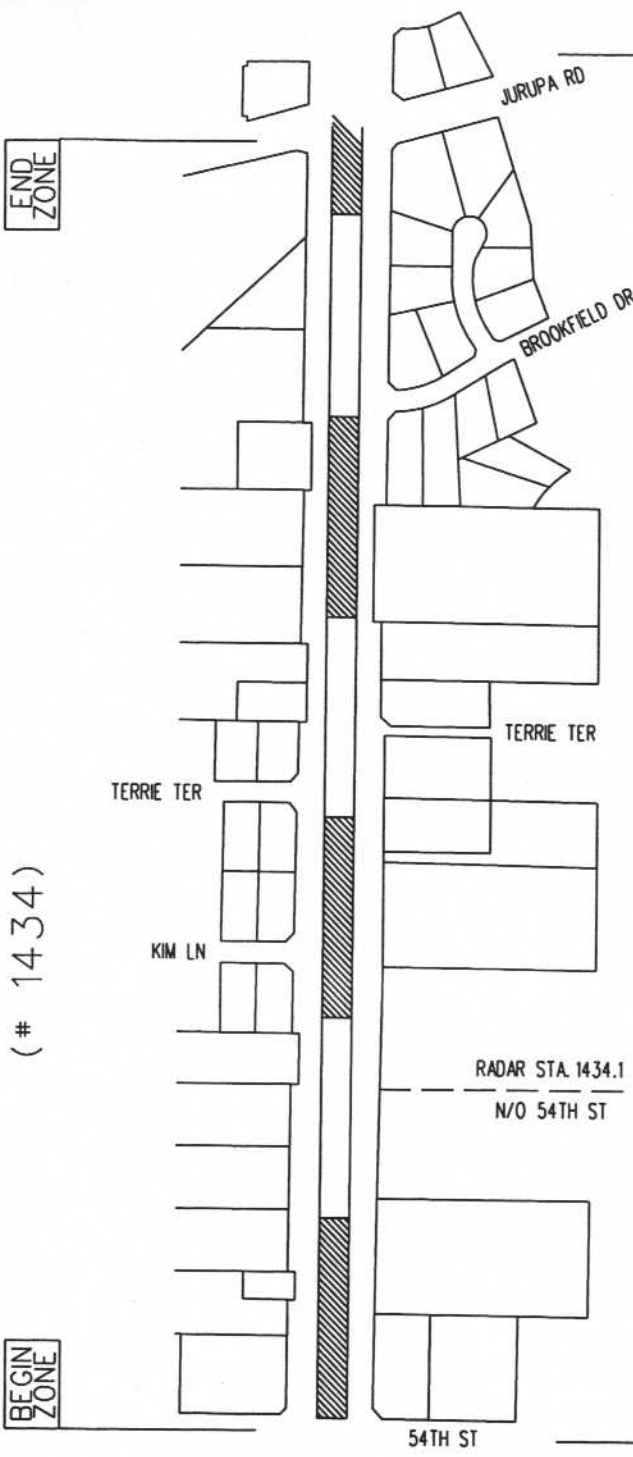 JURUPA RD
END
ZONE
BROOKFIELD DR
TERRIE TER
TERRIE TER
(# 1434)
KIM LN
RADAR STA. 1434.1
N/O 54TH ST
BEGIN
ZONE
54TH ST